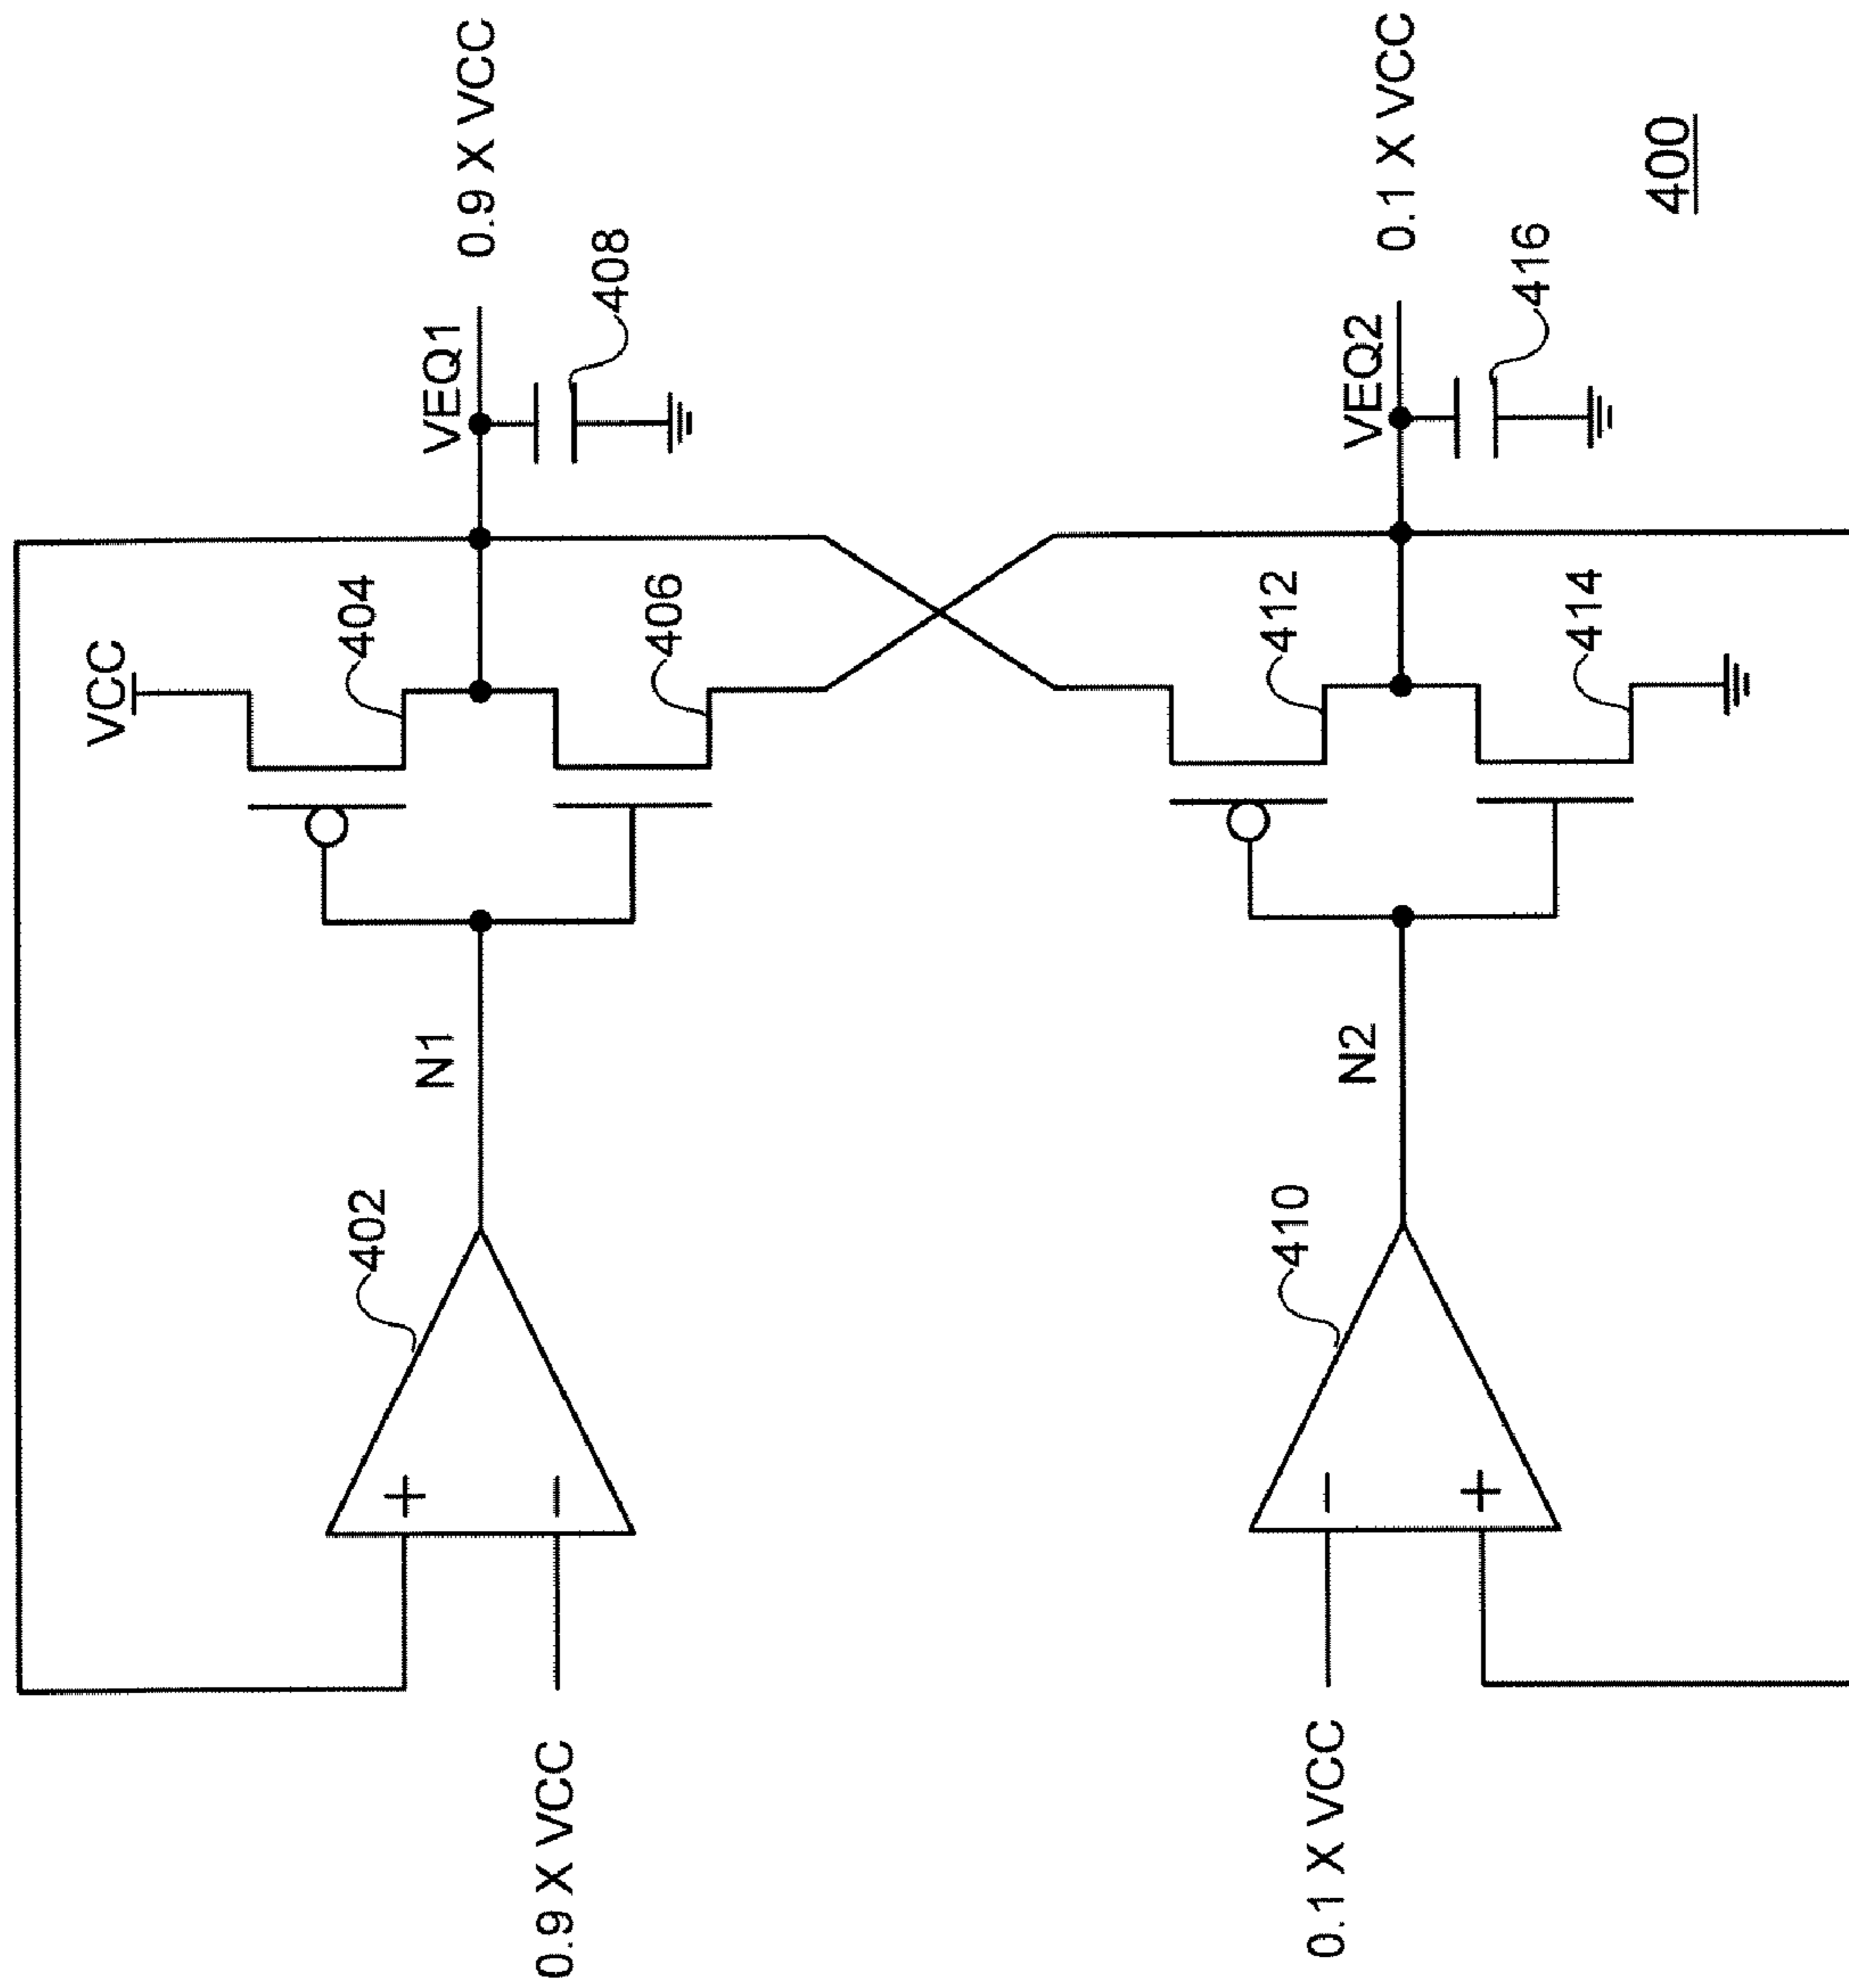 VCC
404
VEQ1
0.9 X VCC
402
N1
406
408
+
−
0.9 X VCC
410
N2
412
VEQ2
0.1 X VCC
414
416
0.1 X VCC
−
+
400